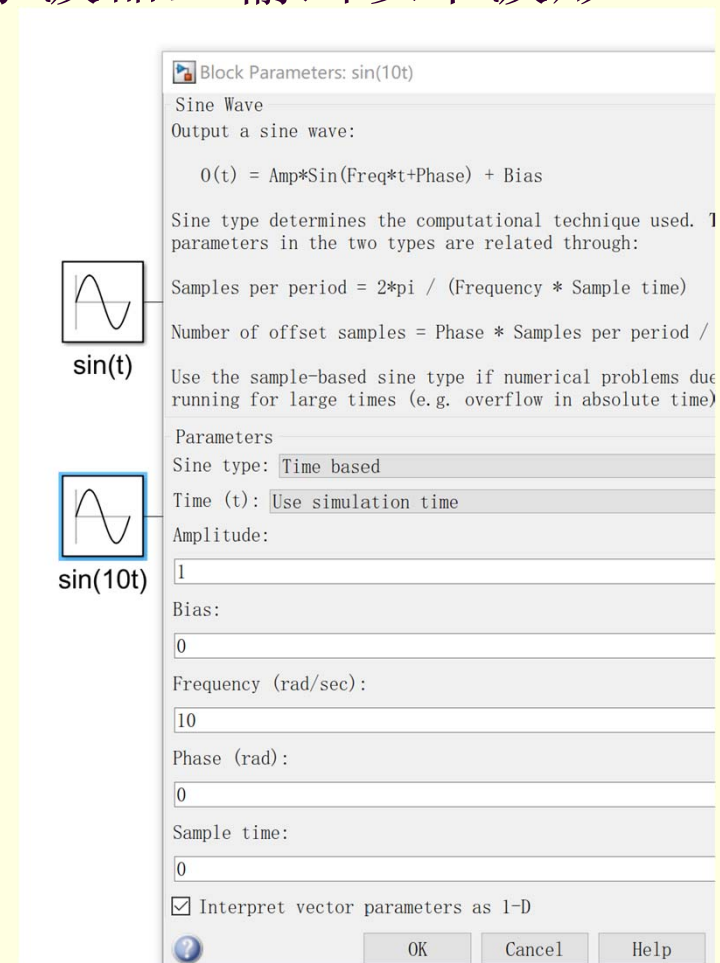 Block Parameters: sin(10t)
Sine Wave
Output a sine wave:
O(t) = Amp*Sin(Freq*t+Phase) + Bias
Sine type determines the computational technique used.
parameters in the two types are related through:
Samples per period = 2*pi / (Frequency * Sample time)
Number of offset samples = Phase * Samples per period /
Use the sample-based sine type if numerical problems due
running for large times (e.g. overflow in absolute time)
Parameters
Sine type: Time based
Time (t): Use simulation time
Amplitude:
1
Bias:
0
Frequency (rad/sec):
10
Phase (rad):
0
Sample time:
0
Interpret vector parameters as 1-D
OK Cancel Help
sin(t)
sin(10t)